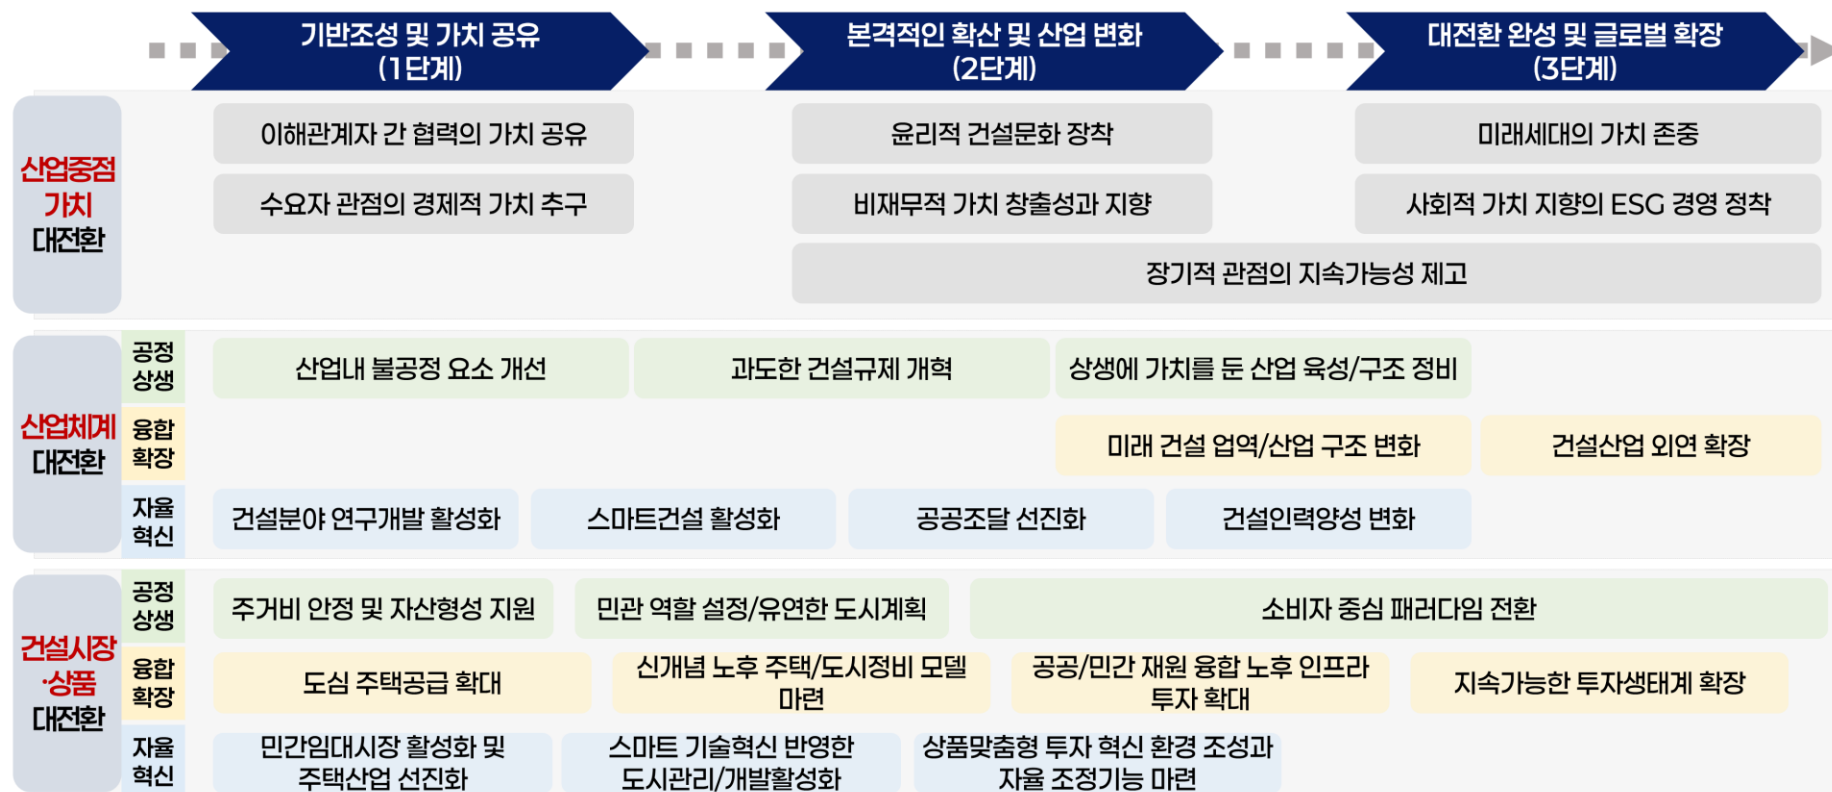 기반조성 및 가치 공유
(1단계)
본격적인 확산 및 산업 변화
(2단계)
대전환 완성 및 글로벌 확장
(3단계)
산업중점
가치
대전환
이해관계자 간 협력의 가치 공유
윤리적 건설문화 장착
미래세대의 가치 존중
수요자 관점의 경제적 가치 추구
비재무적 가치 창출성과 지향
사회적 가치 지향의 ESG 경영 정착
장기적 관점의 지속가능성 제고
산업체계
대전환
공정
상생
산업내 불공정 요소 개선
과도한 건설규제 개혁
상생에 가치를 둔 산업 육성/구조 정비
융합
확장
미래 건설 업역/산업 구조 변화
건설산업 외연 확장
자율
혁신
건설분야 연구개발 활성화
스마트건설 활성화
공공조달 선진화
건설인력양성 변화
건설시장
·상품
대전환
공정
상생
주거비 안정 및 자산형성 지원
민관 역할 설정/유연한 도시계획
소비자 중심 패러다임 전환
융합
확장
도심 주택공급 확대
신개념 노후 주택/도시정비 모델
마련
공공/민간 재원 융합 노후 인프라
투자 확대
지속가능한 투자생태계 확장
자율
혁신
민간임대시장 활성화 및
주택산업 선진화
스마트 기술혁신 반영한
도시관리/개발활성화
상품맞춤형 투자 혁신 환경 조성과
자율 조정기능 마련